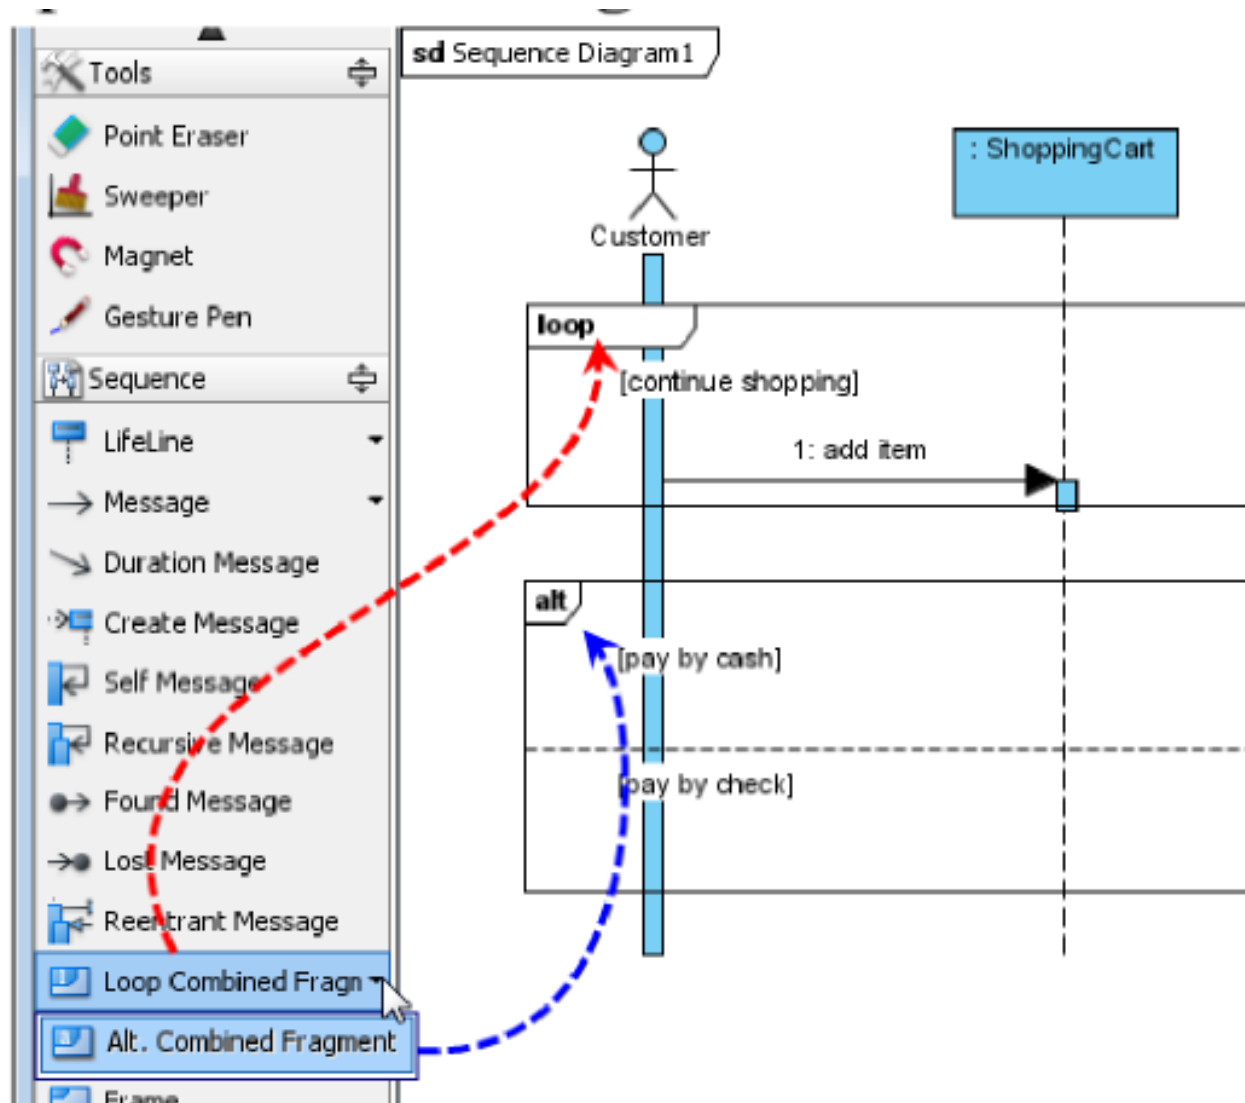 Tools
Point Eraser
Sweeper
Magnet
Gesture Pen
Sequence
LifeLine
Message
Duration Message
Create Message
Self Message
Recursive Message
Found Message
Lost Message
Reentrant Message
Loop Combined Fragn
Alt. Combined Fragment
Frame
sd Sequence Diagram1
Customer
: ShoppingCart
loop
[continue shopping]
1: add item
alt
[pay by cash]
[pay by check]